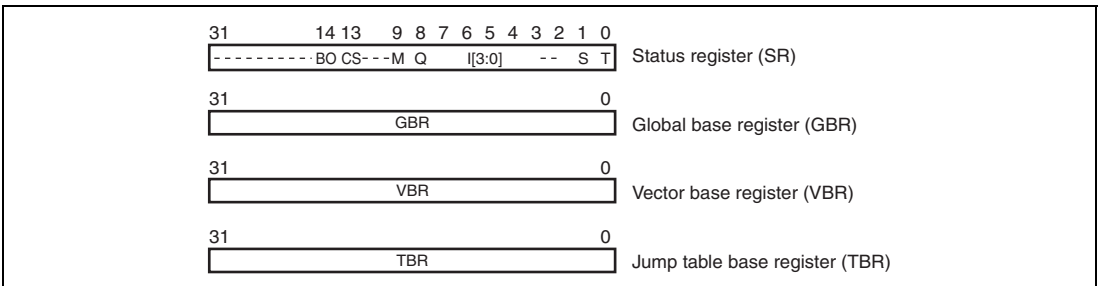 31 14 13 9 8 7 6 5 4 3 2 1 0
----------BO CS---M Q I[3:0] -- S T Status register (SR)
31 0
GBR Global base register (GBR)
31 0
VBR Vector base register (VBR)
31 0
TBR Jump table base register (TBR)